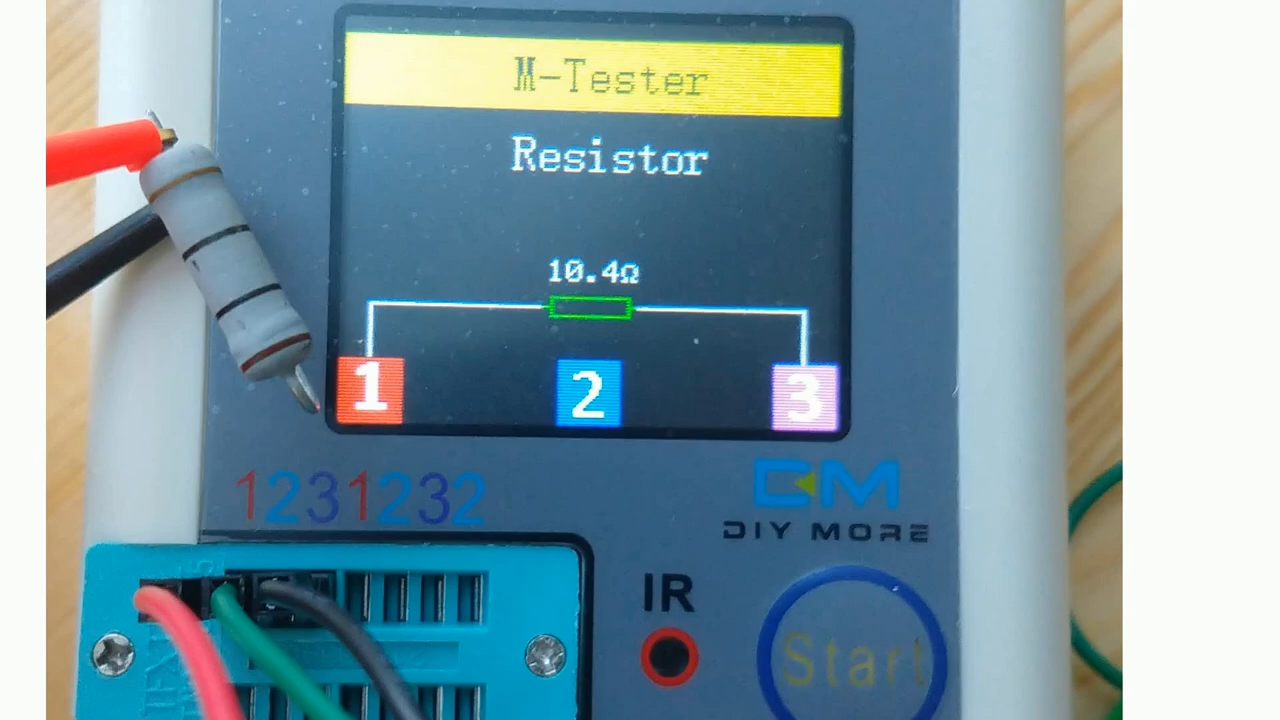 M-Tester
Resistor
10.4Ω
1 2 3
1231232
DIY MORE
IR
Start